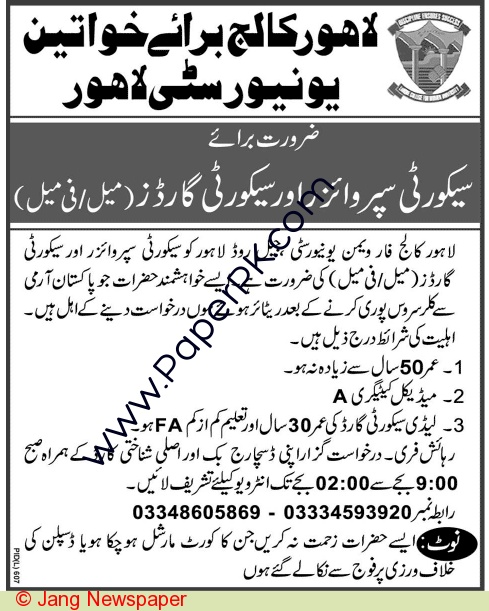 DISCIPLINE ENSURES SUCCESS
لاہور کالج برائے خواتین
یونیورسٹی لاہور
ضرورت برائے
سیکورٹی سپروائزر اور سیکورٹی گارڈز (میل/فی میل)
لاہور کالج فار ویمن یونیورسٹی جیل روڈ لاہور کو سیکورٹی سپروائزر اور سیکورٹی
گارڈز (میل/فی میل) کی ضرورت ہے ایسے خواہشمند حضرات جو پاکستان آرمی
سے کلر سروس پوری کرنے کے بعد ریٹائر ہوئے ہوں درخواست دینے کے اہل ہیں۔
اہلیت کی شرائط درج ذیل ہیں۔
1۔ عمر 50 سال سے زیادہ نہ ہو۔
2۔ میڈیکل کیٹیگری A
3۔ لیڈی سیکورٹی گارڈ کی عمر 30 سال اور تعلیم کم از کم FA ہو۔
رہائش فری۔ درخواست گزار اپنی ڈسچارج بک اور اصلی شناختی کارڈ کے ہمراہ صبح
9:00 بجے سے 02:00 بجے تک انٹرویو کیلئے تشریف لائیں۔
رابطہ نمبر 03334593920 - 03348605869
نوٹ: ایسے حضرات زحمت نہ کریں جن کا کورٹ مارشل ہو چکا ہو یا ڈسپلن کی
خلاف ورزی پر فوج سے نکالے گئے ہوں
PID(L) 607
www.PaperPk.com
© Jang Newspaper